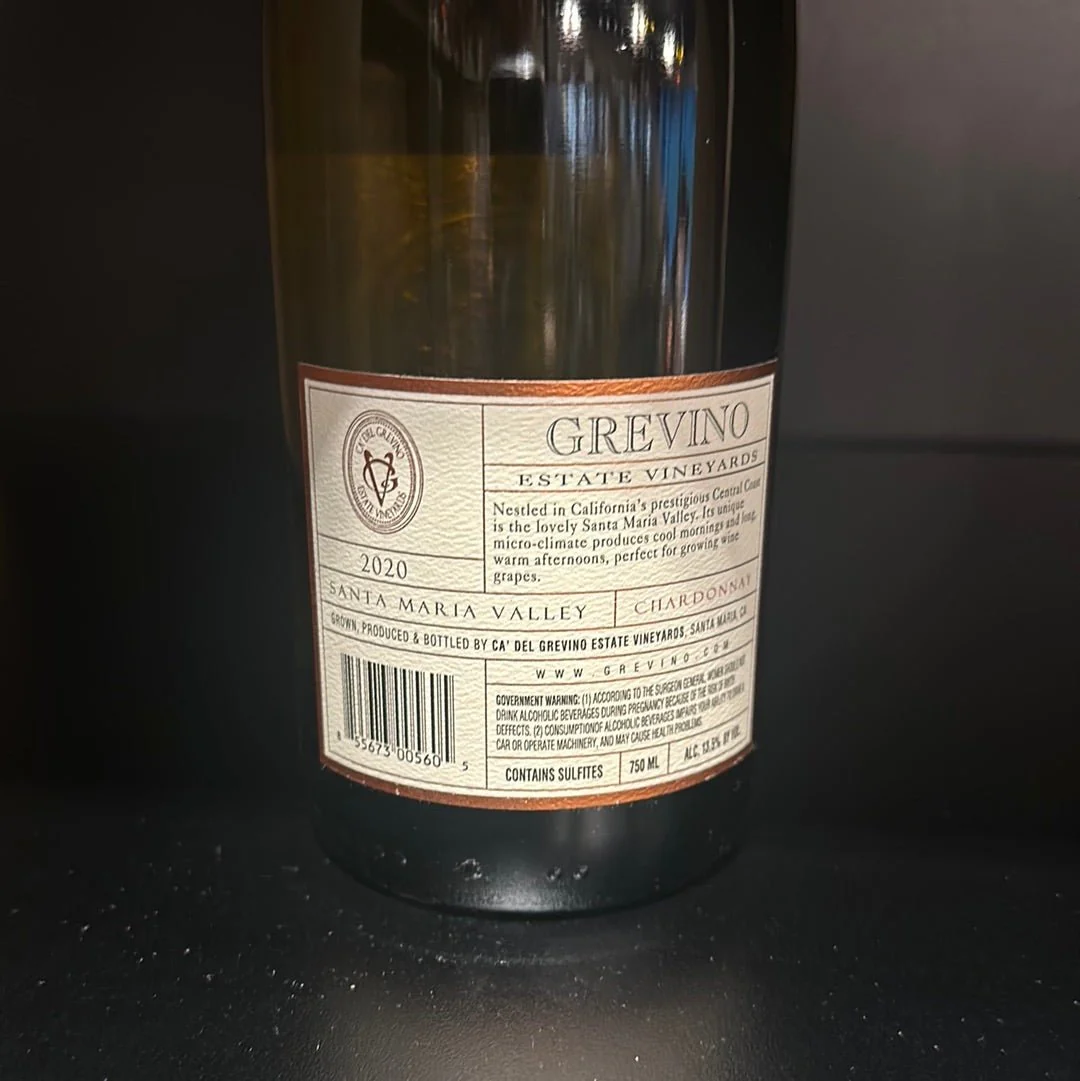 CA' DEL GREVINO
VG
ESTATE VINEYARDS
GREVINO
ESTATE VINEYARDS
Nestled in California's prestigious Central Coast
is the lovely Santa Maria Valley. Its unique
micro-climate produces cool mornings and long,
warm afternoons, perfect for growing wine
grapes.
2020
SANTA MARIA VALLEY
CHARDONNAY
GROWN, PRODUCED & BOTTLED BY CA' DEL GREVINO ESTATE VINEYARDS, SANTA MARIA, CA
WWW.GREVINO.COM
GOVERNMENT WARNING: (1) ACCORDING TO THE SURGEON GENERAL, WOMEN SHOULD NOT
DRINK ALCOHOLIC BEVERAGES DURING PREGNANCY BECAUSE OF THE RISK OF BIRTH
DEFFECTS. (2) CONSUMPTIONOF ALCOHOLIC BEVERAGES IMPAIRS YOUR ABILITY TO DRIVE A
CAR OR OPERATE MACHINERY, AND MAY CAUSE HEALTH PROBLEMS.
8 55673 00560 5
CONTAINS SULFITES
750 ML
ALC. 13.5% BY VOL.